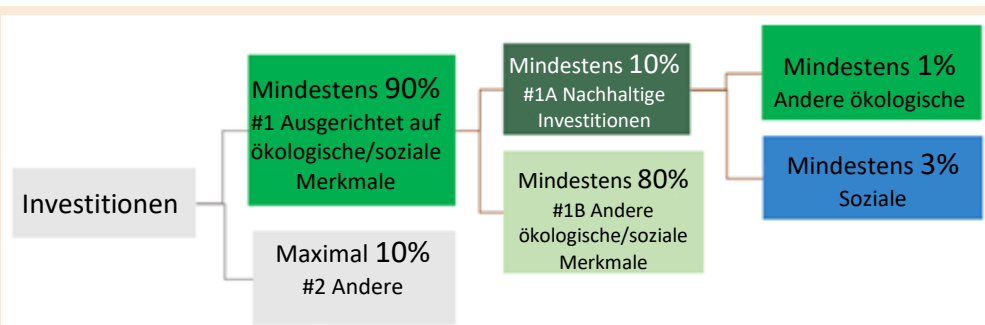 Investitionen
Mindestens 90%
#1 Ausgerichtet auf
ökologische/soziale
Merkmale
Maximal 10%
#2 Andere
Mindestens 10%
#1A Nachhaltige
Investitionen
Mindestens 80%
#1B Andere
ökologische/soziale
Merkmale
Mindestens 1%
Andere ökologische
Mindestens 3%
Soziale